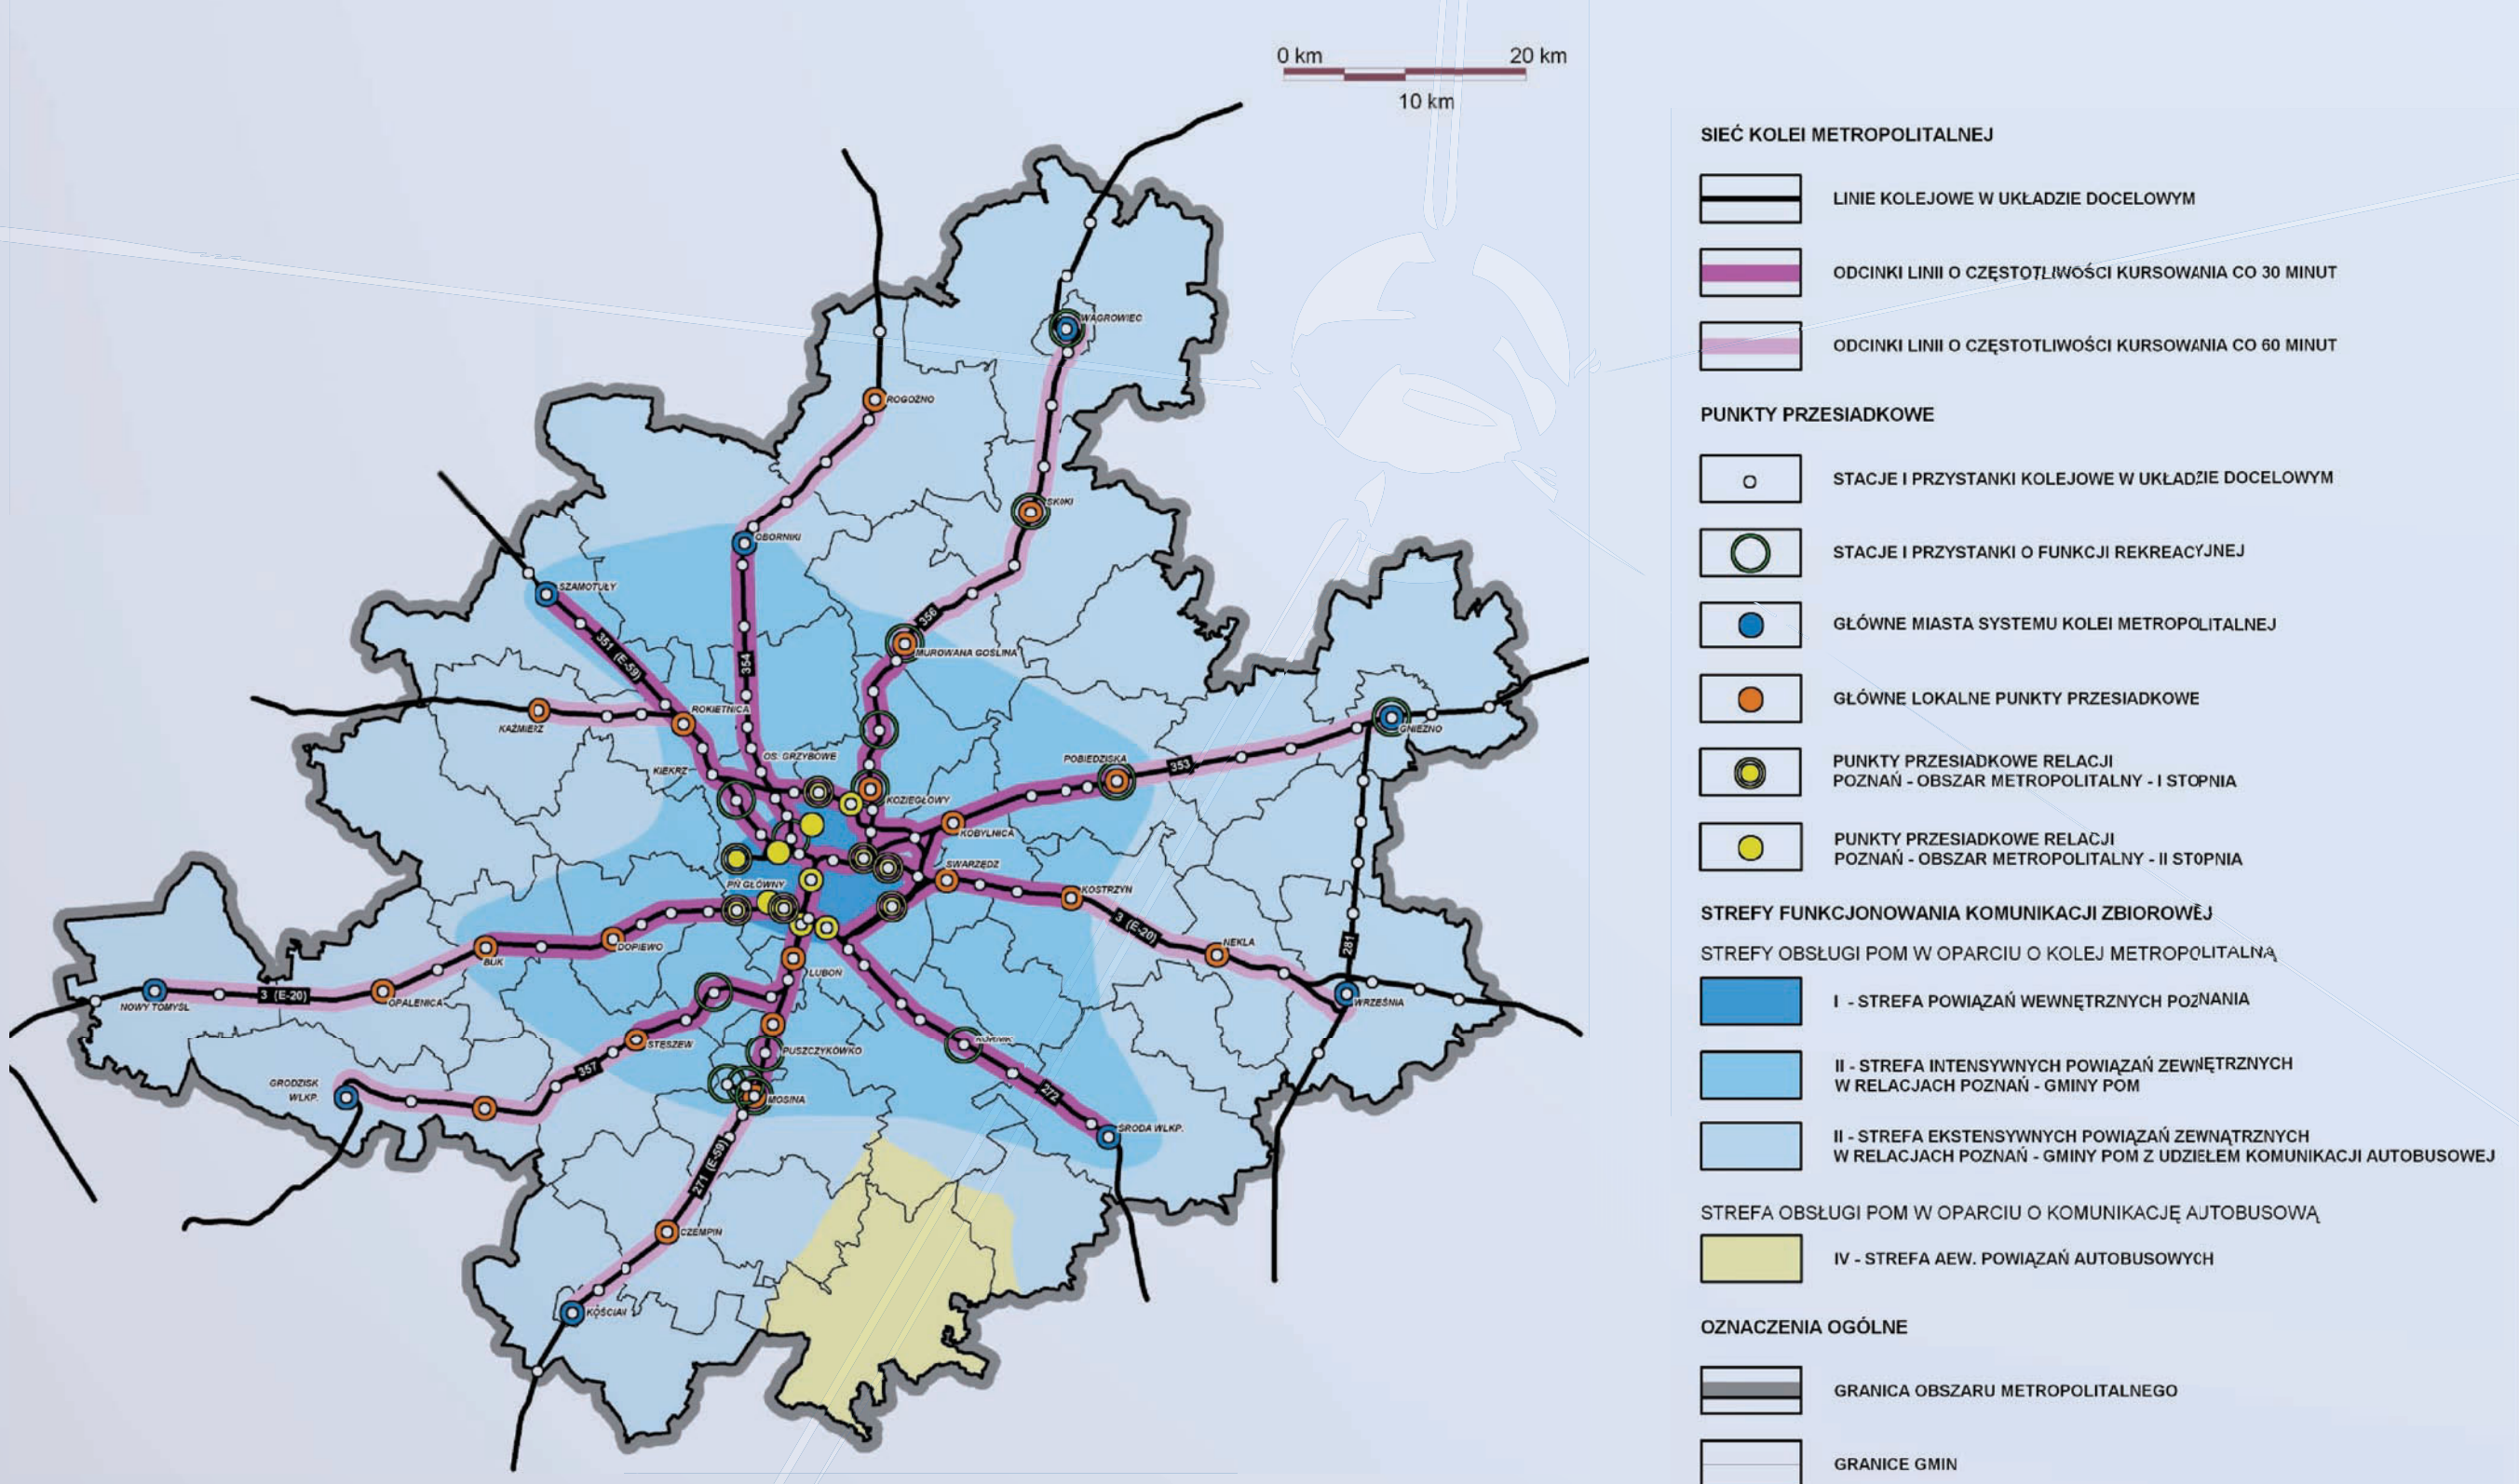 0 km 20 km
10 km
WĄGROWIEC
ROGOŹNO
SKOKI
OBORNIKI
SZAMOTUŁY
356
351 (E-59)
354
MUROWANA GOŚLINA
ROKIETNICA
KAŹMIERZ
GNIEZNO
OS. GRZYBOWE
POBIEDZISKA
353
KIEKRZ
KOZIEGŁOWY
KOBYLNICA
SWARZĘDZ
PŃ GŁÓWNY
KOSTRZYN
3 (E-20)
281
DOPIEWO
NEKLA
BUK
LUBOŃ
3 (E-20)
OPALENICA
NOWY TOMYŚL
WRZEŚNIA
STĘSZEW
PUSZCZYKÓWKO
357
GRODZISK
WLKP.
272
MOSINA
ŚRODA WLKP.
271 (E-59)
CZEMPIŃ
KOŚCIAN
SIEĆ KOLEI METROPOLITALNEJ
LINIE KOLEJOWE W UKŁADZIE DOCELOWYM
ODCINKI LINII O CZĘSTOTLIWOŚCI KURSOWANIA CO 30 MINUT
ODCINKI LINII O CZĘSTOTLIWOŚCI KURSOWANIA CO 60 MINUT
PUNKTY PRZESIADKOWE
STACJE I PRZYSTANKI KOLEJOWE W UKŁADZIE DOCELOWYM
STACJE I PRZYSTANKI O FUNKCJI REKREACYJNEJ
GŁÓWNE MIASTA SYSTEMU KOLEI METROPOLITALNEJ
GŁÓWNE LOKALNE PUNKTY PRZESIADKOWE
PUNKTY PRZESIADKOWE RELACJI
POZNAŃ - OBSZAR METROPOLITALNY - I STOPNIA
PUNKTY PRZESIADKOWE RELACJI
POZNAŃ - OBSZAR METROPOLITALNY - II STOPNIA
STREFY FUNKCJONOWANIA KOMUNIKACJI ZBIOROWEJ
STREFY OBSŁUGI POM W OPARCIU O KOLEJ METROPOLITALNĄ
I - STREFA POWIĄZAŃ WEWNĘTRZNYCH POZNANIA
II - STREFA INTENSYWNYCH POWIĄZAŃ ZEWNĘTRZNYCH
W RELACJACH POZNAŃ - GMINY POM
II - STREFA EKSTENSYWNYCH POWIĄZAŃ ZEWNĄTRZNYCH
W RELACJACH POZNAŃ - GMINY POM Z UDZIEŁEM KOMUNIKACJI AUTOBUSOWEJ
STREFA OBSŁUGI POM W OPARCIU O KOMUNIKACJĘ AUTOBUSOWĄ
IV - STREFA AEW. POWIĄZAŃ AUTOBUSOWYCH
OZNACZENIA OGÓLNE
GRANICA OBSZARU METROPOLITALNEGO
GRANICE GMIN